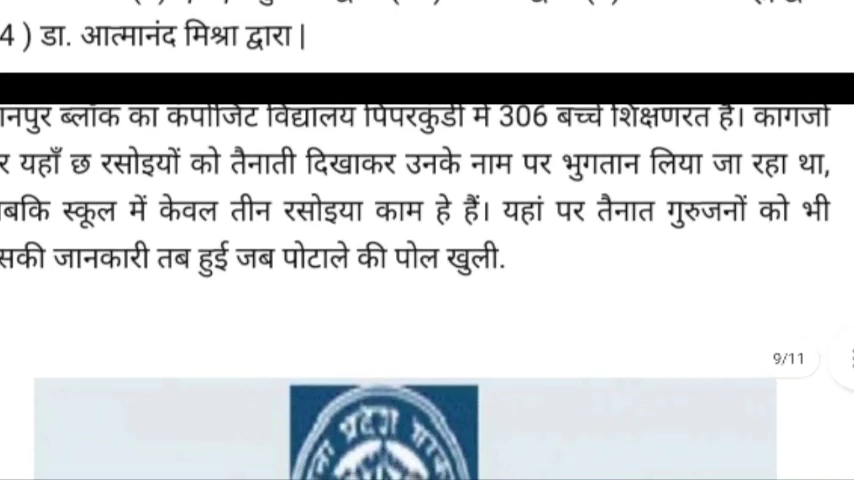 4 ) डा. आत्मानंद मिश्रा द्वारा |
ानपुर ब्लॉक का कंपोजिट विद्यालय पिपरकुंडी में 306 बच्चे शिक्षणरत है। कागजों
र यहाँ छ रसोइयों को तैनाती दिखाकर उनके नाम पर भुगतान लिया जा रहा था,
बकि स्कूल में केवल तीन रसोइया काम हे हैं। यहां पर तैनात गुरुजनों को भी
सकी जानकारी तब हुई जब पोटाले की पोल खुली.
9/11
प्रदेश